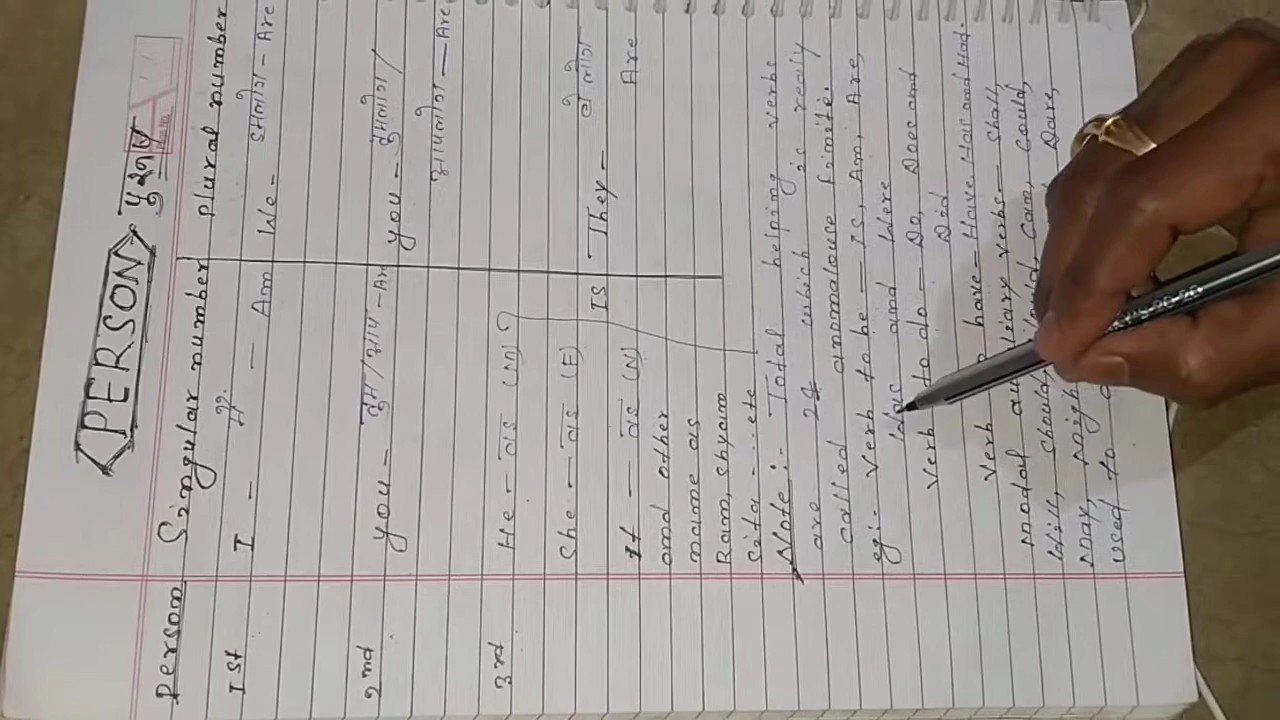 <PERSON> पुरुष
Person Singular number Plural number
Ist I - मैं - Am We - हमलोग - Are
2nd you - तुम/आप - Are you - तुमलोग /
आपलोग - Are
3rd He - वह (M)
She - वह (F) Is They - वे लोग
It - वह (N) Are
and other
name as
Ram, shyam
Sita ---- etc
Note :- Total helping verbs
are 24 which is realy
called anomalouse finite.
eg:- Verb to be - Is, Am, Are,
Was and Were
Verb to do - Do, Does and
Did
Verb to have - Have, Has and Had.
modal auxiliary verbs - Shall,
Will, should, Can, Could,
May, Dare,
used to